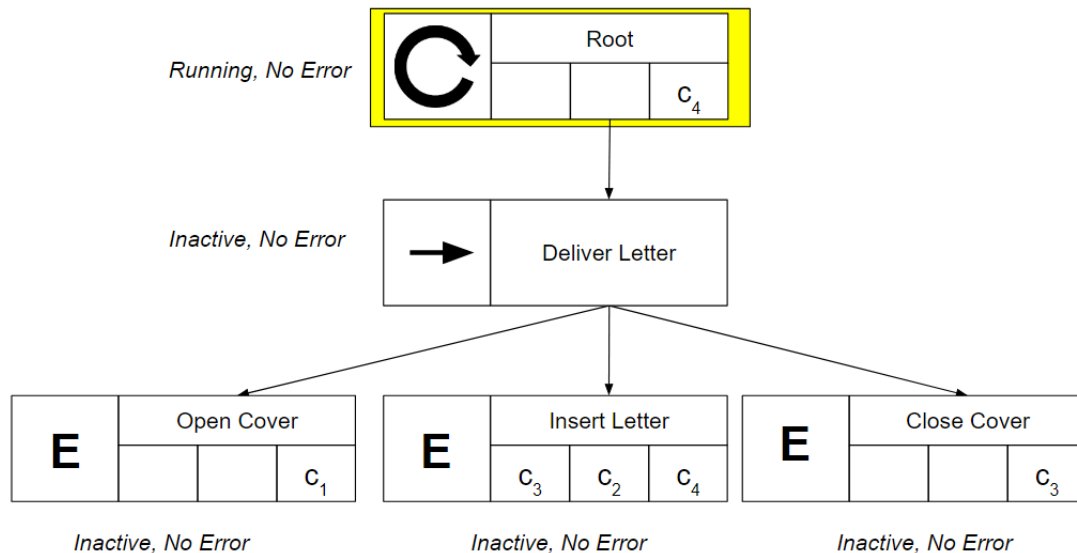 Root
Running, No Error
c4
Inactive, No Error
Deliver Letter
E
Open Cover
c1
E
Insert Letter
c3
c2
c4
E
Close Cover
c3
Inactive, No Error
Inactive, No Error
Inactive, No Error